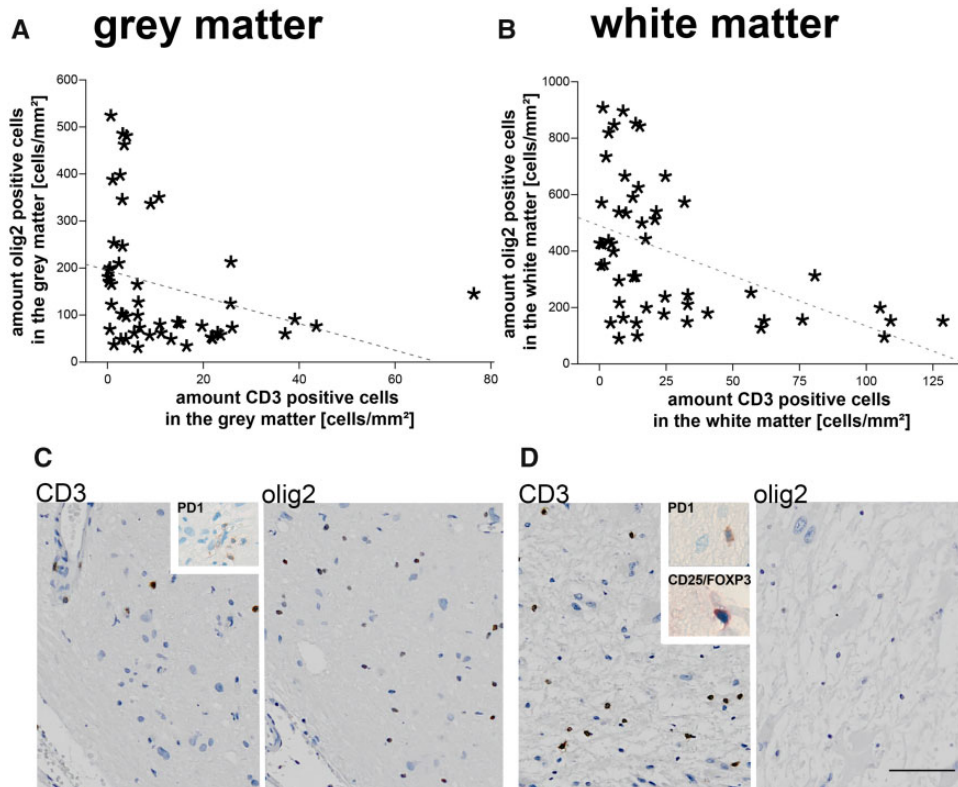 A grey matter
B white matter
600
500
400
300
200
100
0
amount olig2 positive cells
in the grey matter [cells/mm²]
0 20 40 60 80
amount CD3 positive cells
in the grey matter [cells/mm²]
1000
800
600
400
200
0
amount olig2 positive cells
in the white matter [cells/mm²]
0 25 50 75 100 125
amount CD3 positive cells
in the white matter [cells/mm²]
C
CD3
PD1
olig2
D
CD3
PD1
CD25/FOXP3
olig2